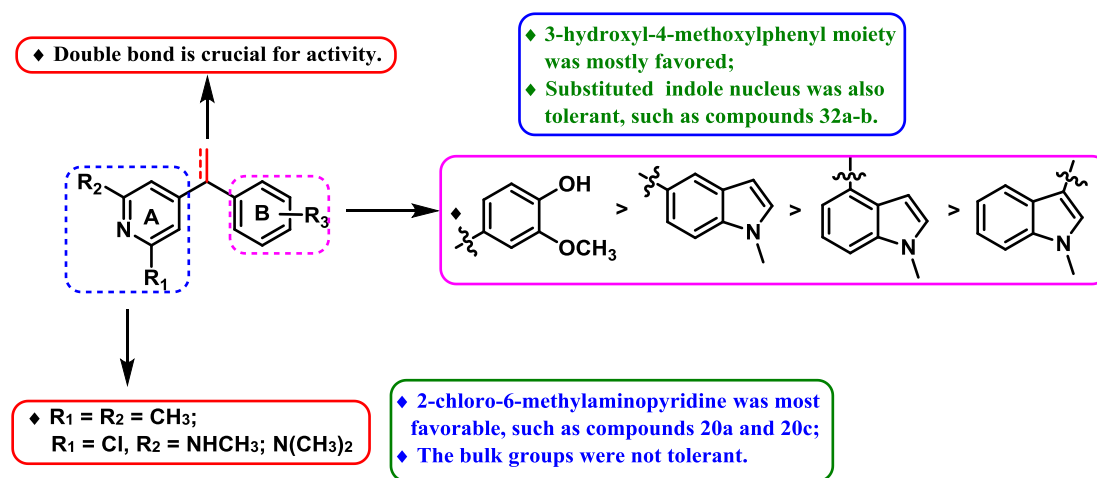 ♦ Double bond is crucial for activity.
♦ 3-hydroxyl-4-methoxylphenyl moiety
was mostly favored;
♦ Substituted indole nucleus was also
tolerant, such as compounds 32a-b.
R2
A
N
R1
B
R3
♦
OH
OCH3
>
N
>
N
>
N
♦ R1 = R2 = CH3;
R1 = Cl, R2 = NHCH3; N(CH3)2
♦ 2-chloro-6-methylaminopyridine was most
favorable, such as compounds 20a and 20c;
♦ The bulk groups were not tolerant.